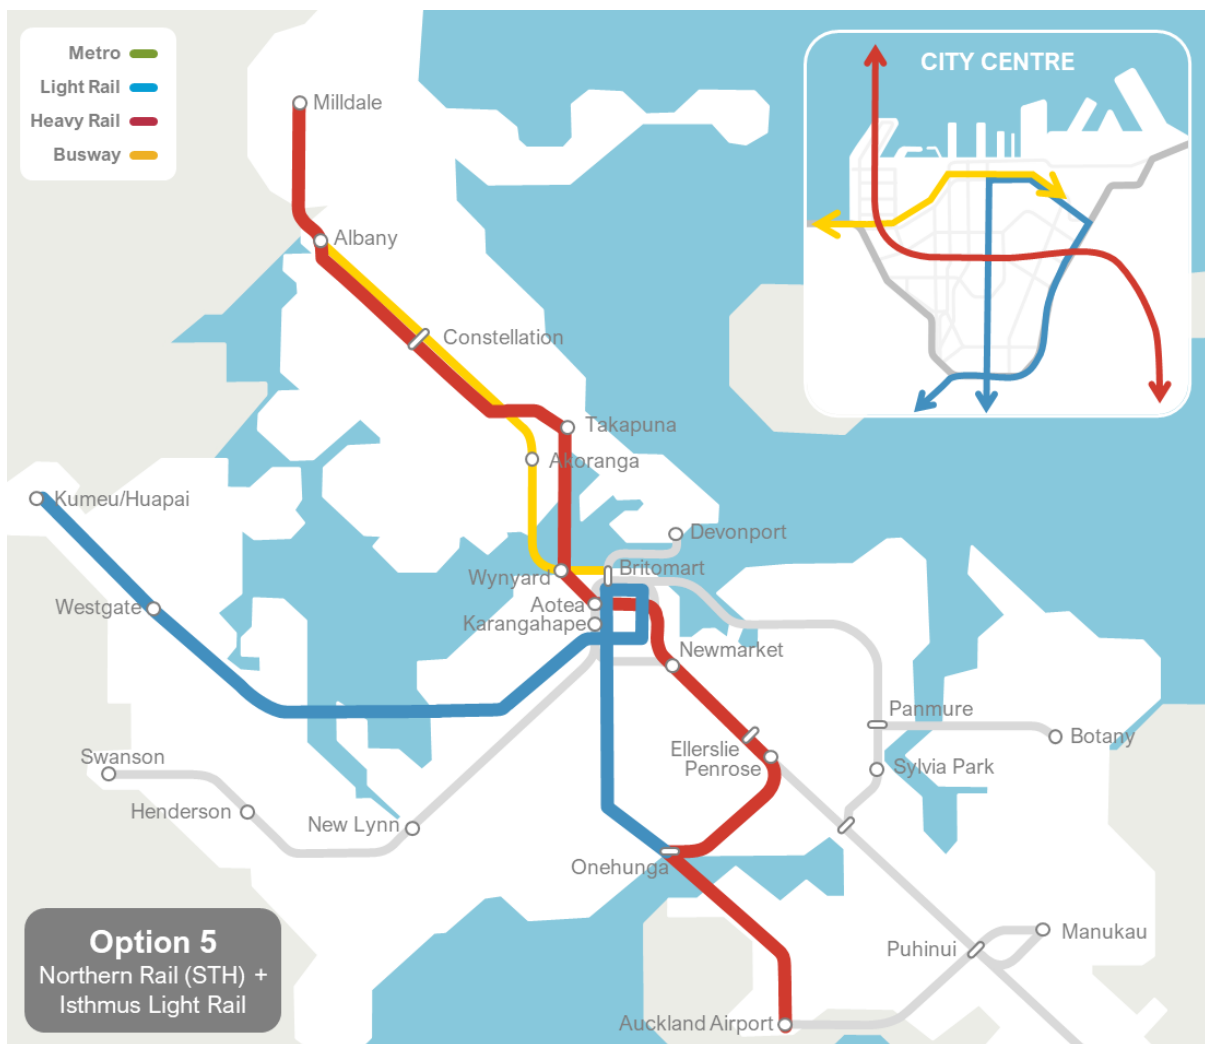 Metro
Light Rail
Heavy Rail
Busway
CITY CENTRE
Milldale
Albany
Constellation
Takapuna
Akoranga
Kumeu/Huapai
Devonport
Britomart
Wynyard
Westgate
Aotea
Karangahape
Newmarket
Panmure
Botany
Ellerslie
Penrose
Sylvia Park
Swanson
Henderson
New Lynn
Onehunga
Manukau
Puhinui
Auckland Airport
Option 5
Northern Rail (STH) +
Isthmus Light Rail